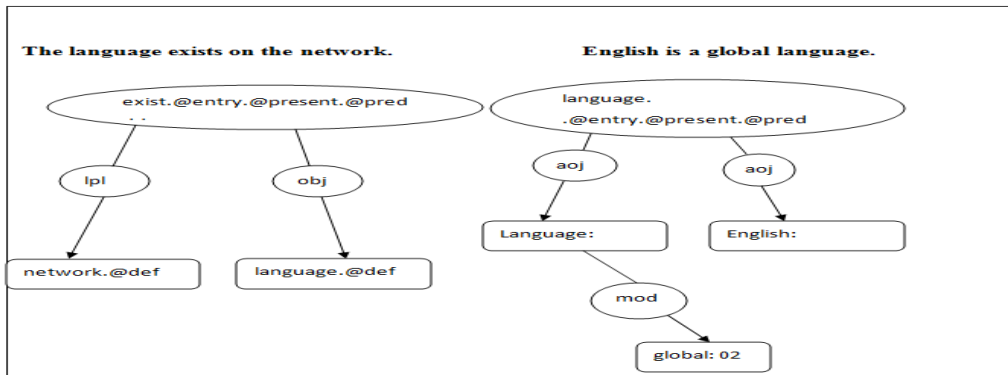 The language exists on the network.
exist.@entry.@present.@pred
. .
lpl
obj
network.@def
language.@def
English is a global language.
language.
.@entry.@present.@pred
aoj
aoj
Language:
English:
mod
global: 02